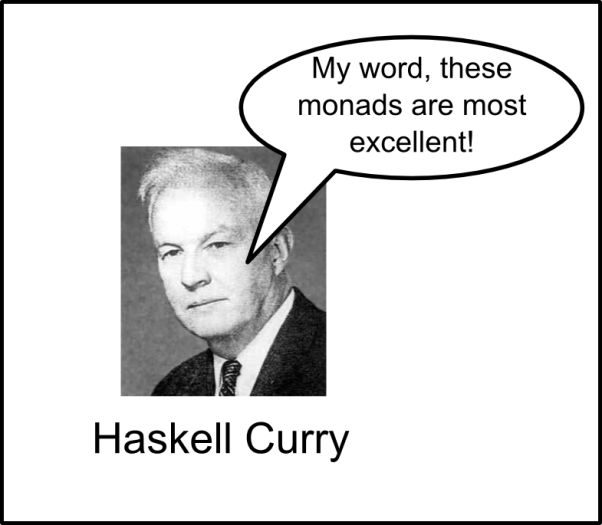 My word, these
monads are most
excellent!
Haskell Curry